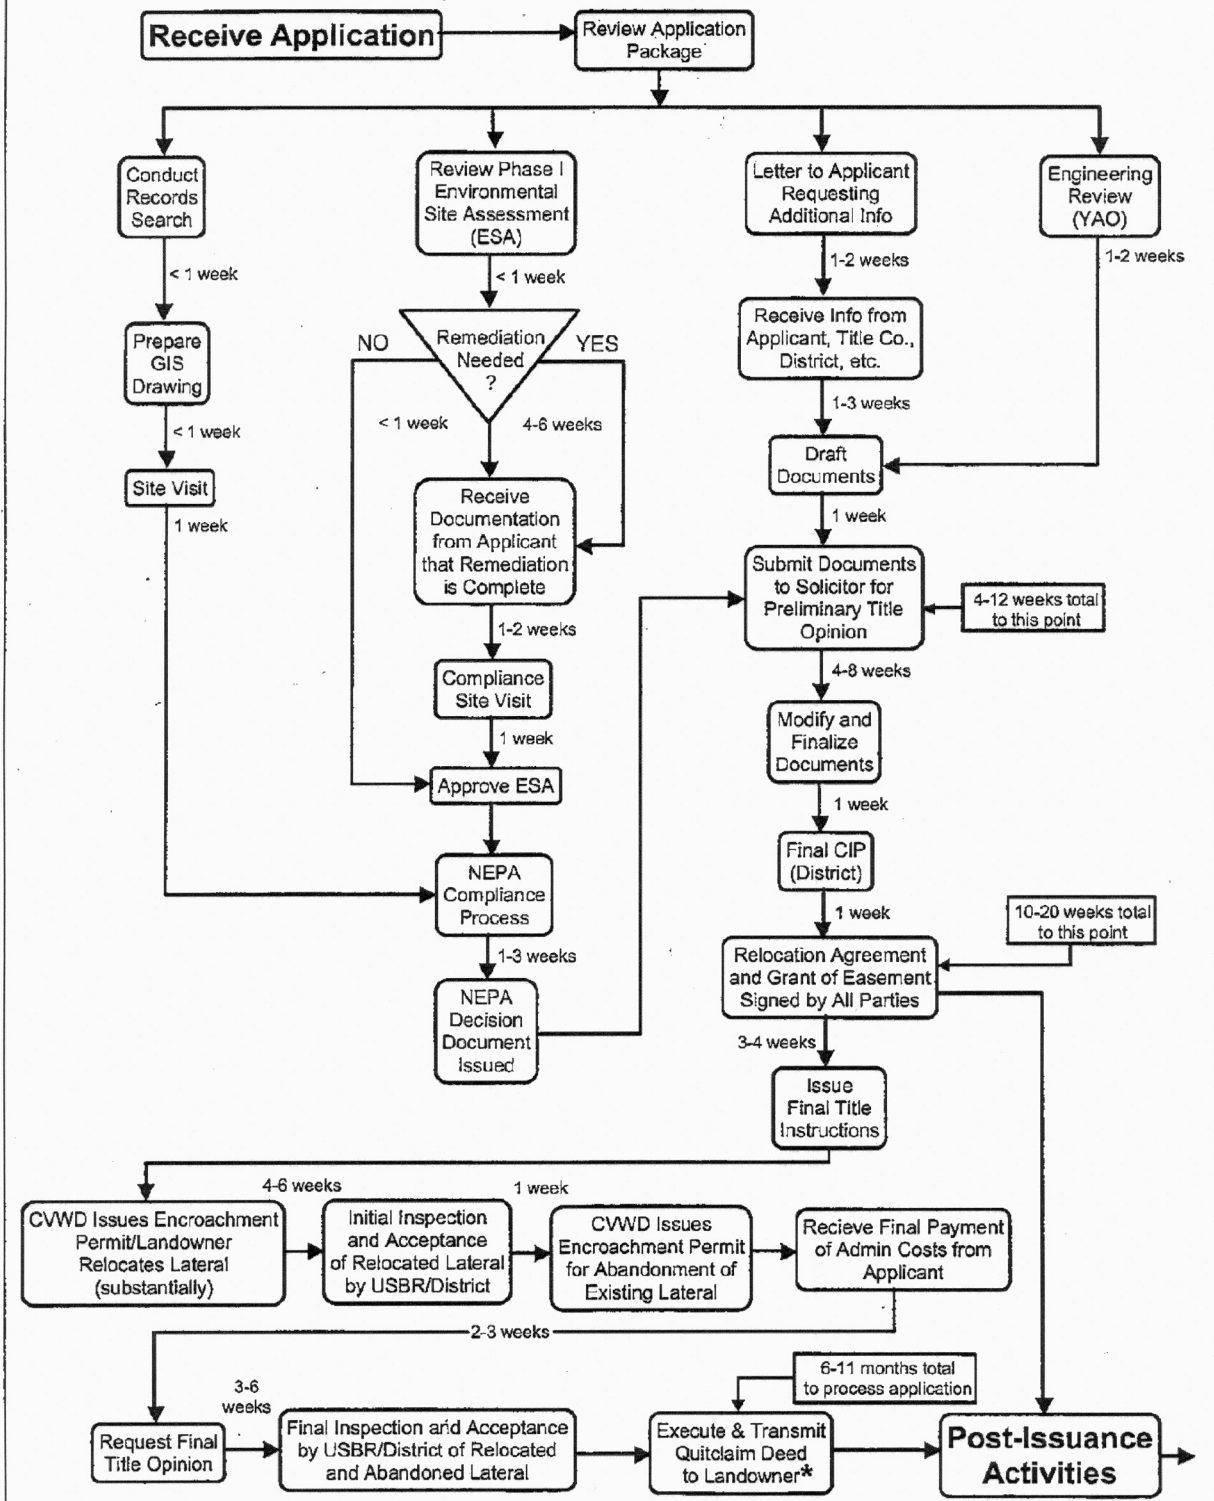 Receive Application
Review Application
Package
Conduct
Records
Search
Review Phase I
Environmental
Site Assessment
(ESA)
Letter to Applicant
Requesting
Additional Info
Engineering
Review
(YAO)
< 1 week
< 1 week
1-2 weeks
1-2 weeks
Prepare
GIS
Drawing
NO
Remediation
Needed
?
YES
Receive Info from
Applicant, Title Co.,
District, etc.
< 1 week
< 1 week
4-6 weeks
1-3 weeks
Site Visit
Draft
Documents
1 week
Receive
Documentation
from Applicant
that Remediation
is Complete
1 week
Submit Documents
to Solicitor for
Preliminary Title
Opinion
4-12 weeks total
to this point
1-2 weeks
4-8 weeks
Compliance
Site Visit
Modify and
Finalize
Documents
1 week
Approve ESA
1 week
NEPA
Compliance
Process
Final CIP
(District)
1 week
10-20 weeks total
to this point
1-3 weeks
Relocation Agreement
and Grant of Easement
Signed by All Parties
NEPA
Decision
Document
Issued
3-4 weeks
Issue
Final Title
Instructions
4-6 weeks
1 week
CVWD Issues Encroachment
Permit/Landowner
Relocates Lateral
(substantially)
Initial Inspection
and Acceptance
of Relocated Lateral
by USBR/District
CVWD Issues
Encroachment Permit
for Abandonment of
Existing Lateral
Recieve Final Payment
of Admin Costs from
Applicant
2-3 weeks
6-11 months total
to process application
3-6
weeks
Request Final
Title Opinion
Final Inspection and Acceptance
by USBR/District of Relocated
and Abandoned Lateral
Execute & Transmit
Quitclaim Deed
to Landowner*
Post-Issuance
Activities